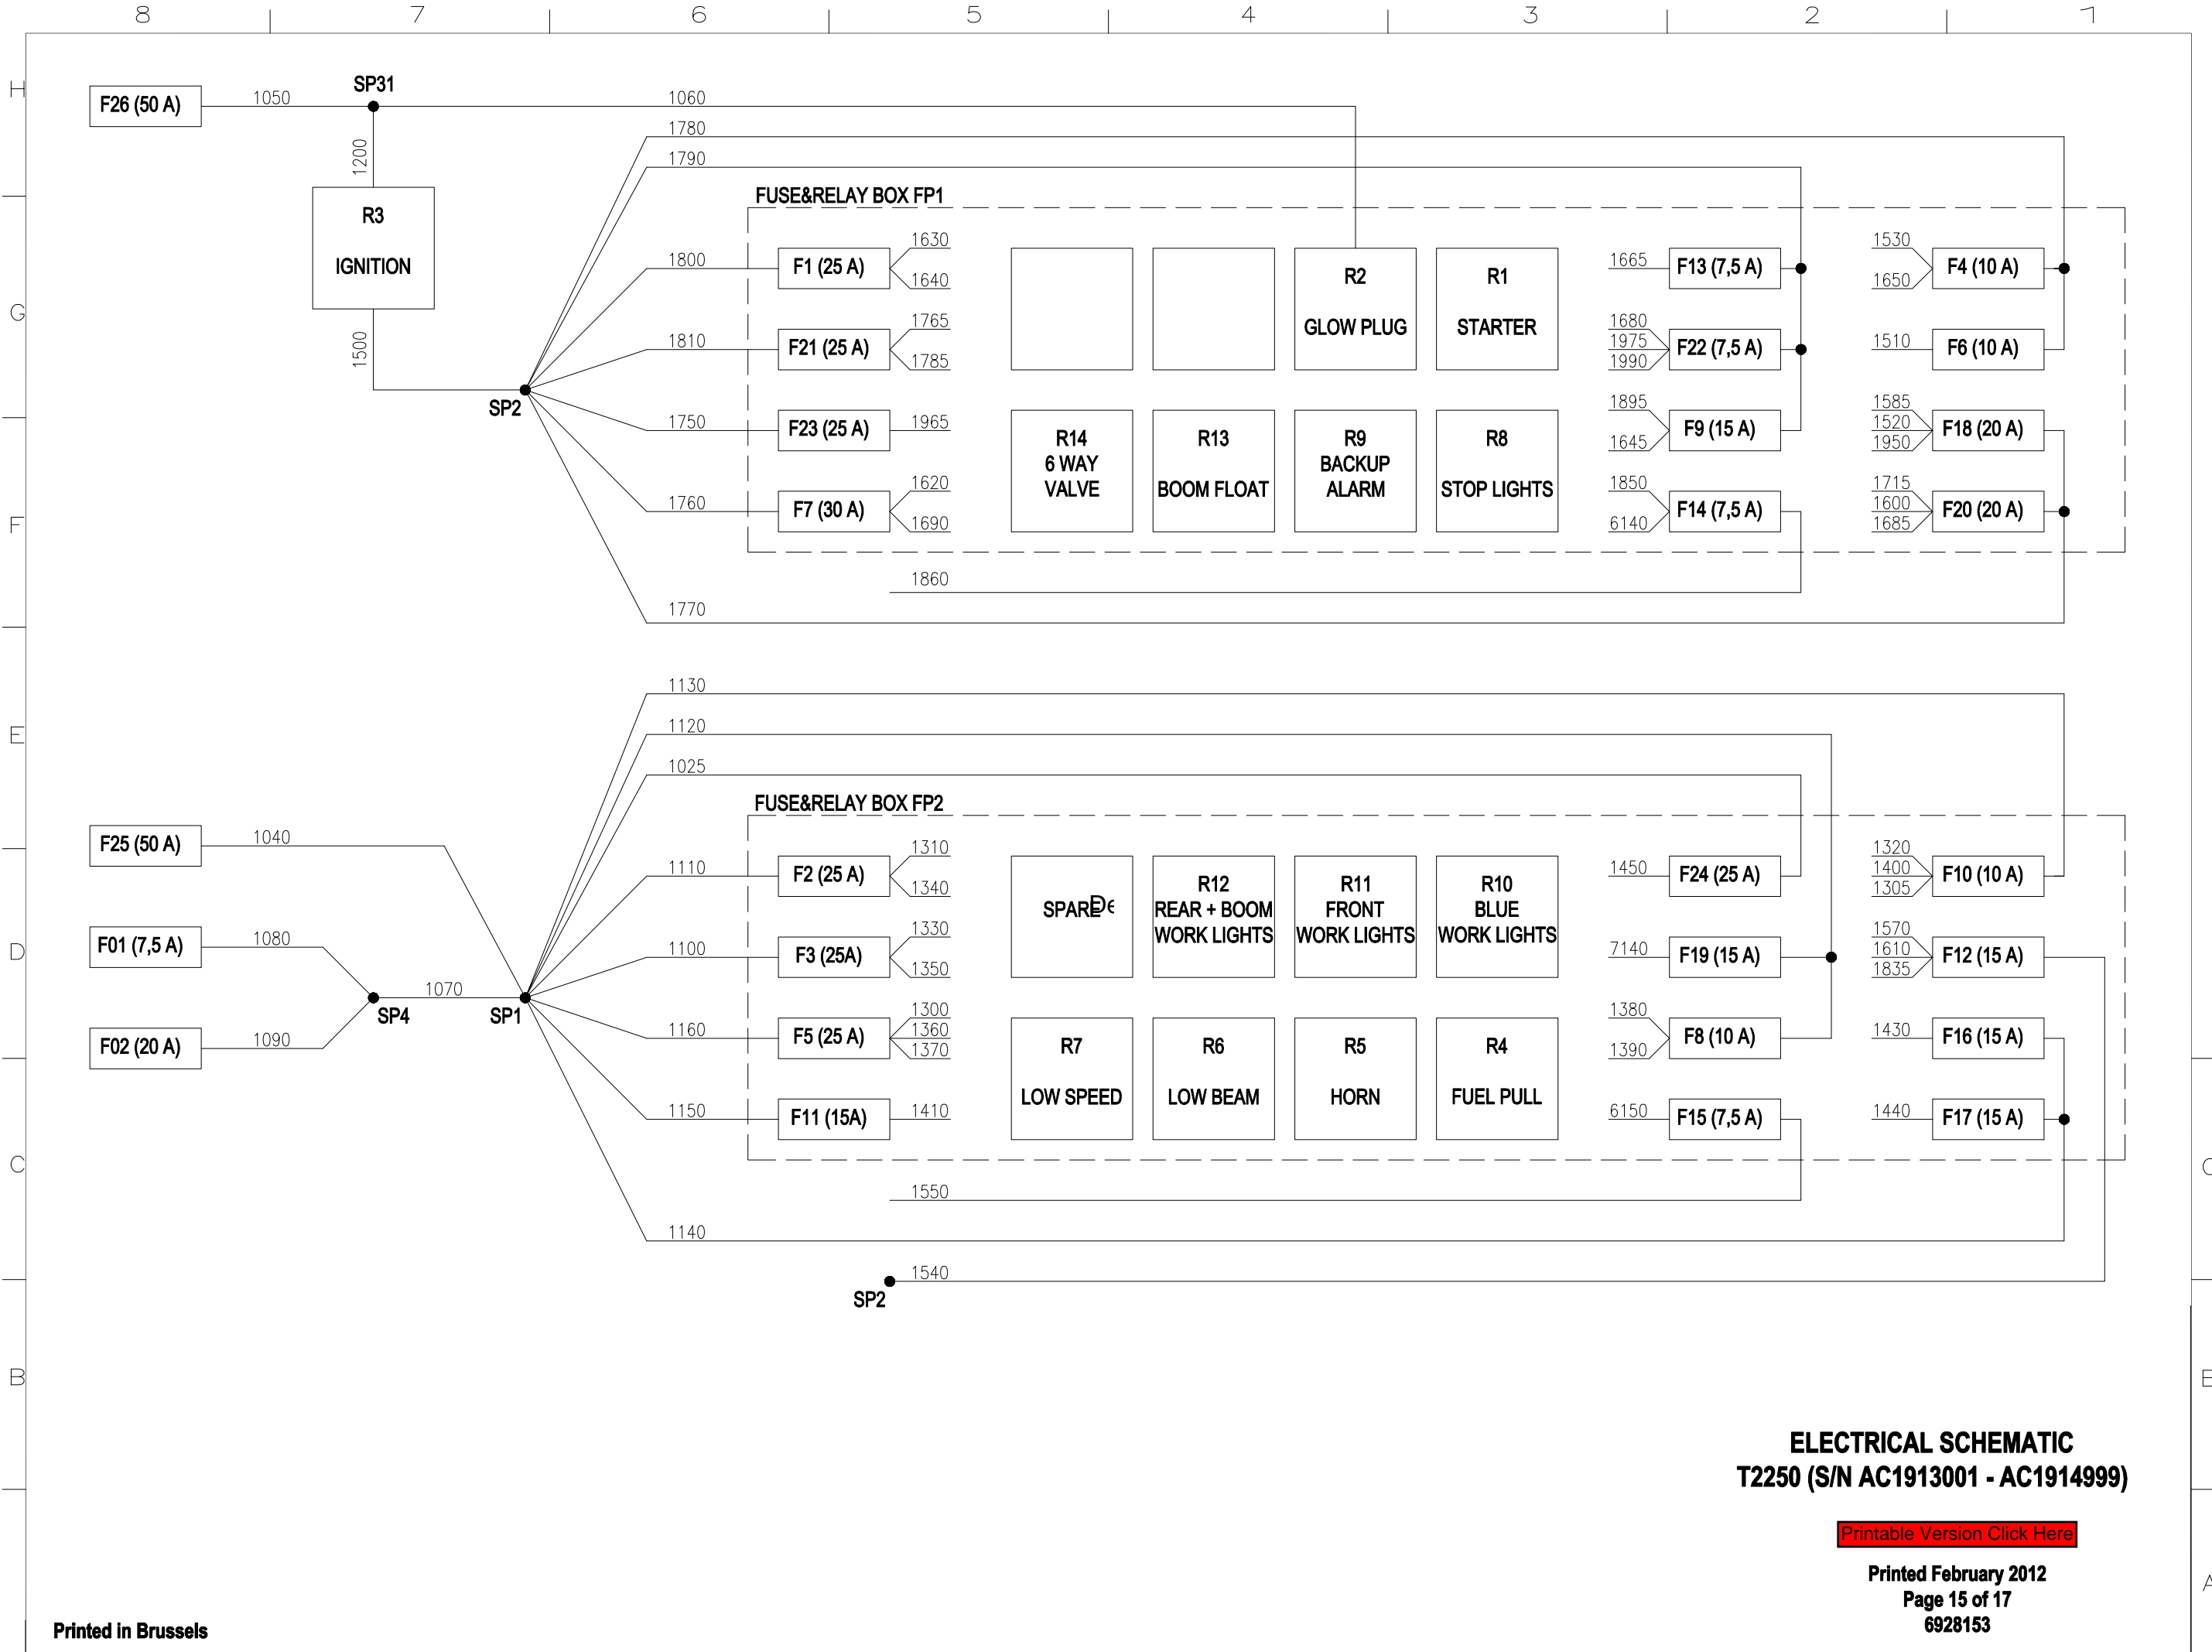 8 7 6 5 4 3 2 1
H
SP31
F26 (50 A) 1050 1060
1780
1200
1790
FUSE&RELAY BOX FP1
R3
IGNITION
1800 F1 (25 A) 1630
1640
R2
GLOW PLUG
R1
STARTER
1665 F13 (7,5 A)
1530
1650 F4 (10 A)
G
1500
1810 F21 (25 A) 1765
1785
1680
1975
1990 F22 (7,5 A)
1510 F6 (10 A)
SP2
1750 F23 (25 A) 1965
R14
6 WAY
VALVE
R13
BOOM FLOAT
R9
BACKUP
ALARM
R8
STOP LIGHTS
1895
1645 F9 (15 A)
1585
1520
1950 F18 (20 A)
1760 F7 (30 A) 1620
1690
1850
6140 F14 (7,5 A)
1715
1600
1685 F20 (20 A)
F
1860
1770
1130
E
1120
1025
FUSE&RELAY BOX FP2
F25 (50 A) 1040
1110 F2 (25 A) 1310
1340
SPARE
R12
REAR + BOOM
WORK LIGHTS
R11
FRONT
WORK LIGHTS
R10
BLUE
WORK LIGHTS
1450 F24 (25 A)
1320
1400
1305 F10 (10 A)
D
F01 (7,5 A) 1080
1100 F3 (25A) 1330
1350
7140 F19 (15 A)
1570
1610
1835 F12 (15 A)
SP4 1070 SP1
F02 (20 A) 1090
1160 F5 (25 A) 1300
1360
1370
R7
LOW SPEED
R6
LOW BEAM
R5
HORN
R4
FUEL PULL
1380
1390 F8 (10 A)
1430 F16 (15 A)
1150 F11 (15A) 1410
6150 F15 (7,5 A)
1440 F17 (15 A)
C C
1550
1140
1540
SP2
B B
ELECTRICAL SCHEMATIC
T2250 (S/N AC1913001 - AC1914999)
Printable Version Click Here
Printed February 2012
A
Page 15 of 17
6928153
Printed in Brussels